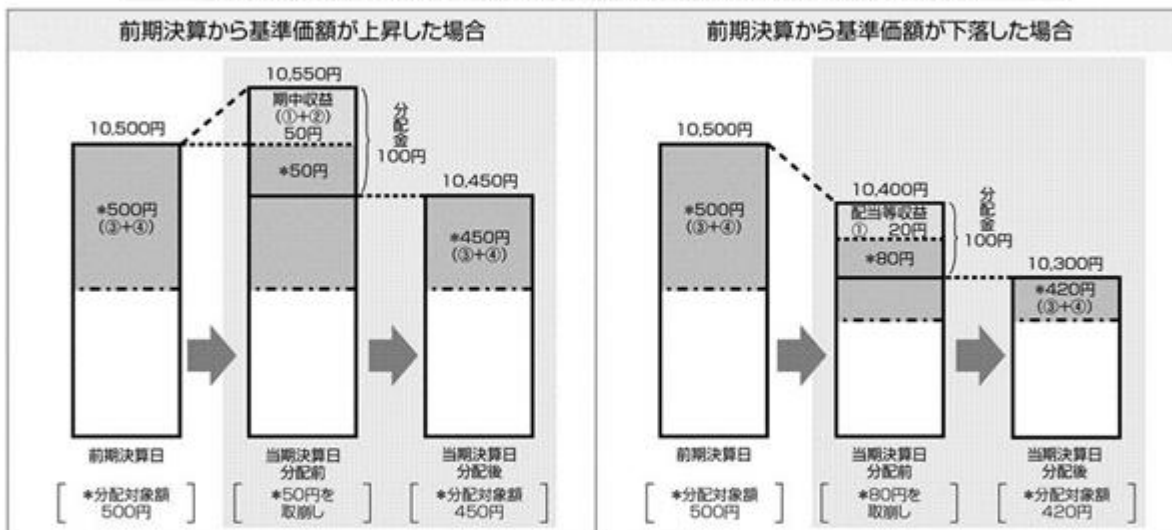 前期決算から基準価額が上昇した場合
10,500円
*500円
(③+④)
前期決算日
*分配対象額
500円
10,550円
期中収益
(①+②)
50円
*50円
分配金
100円
当期決算日
分配前
*50円を
取崩し
10,450円
*450円
(③+④)
当期決算日
分配後
*分配対象額
450円
前期決算から基準価額が下落した場合
10,500円
*500円
(③+④)
前期決算日
*分配対象額
500円
10,400円
配当等収益
① 20円
*80円
分配金
100円
当期決算日
分配前
*80円を
取崩し
10,300円
*420円
(③+④)
当期決算日
分配後
*分配対象額
420円